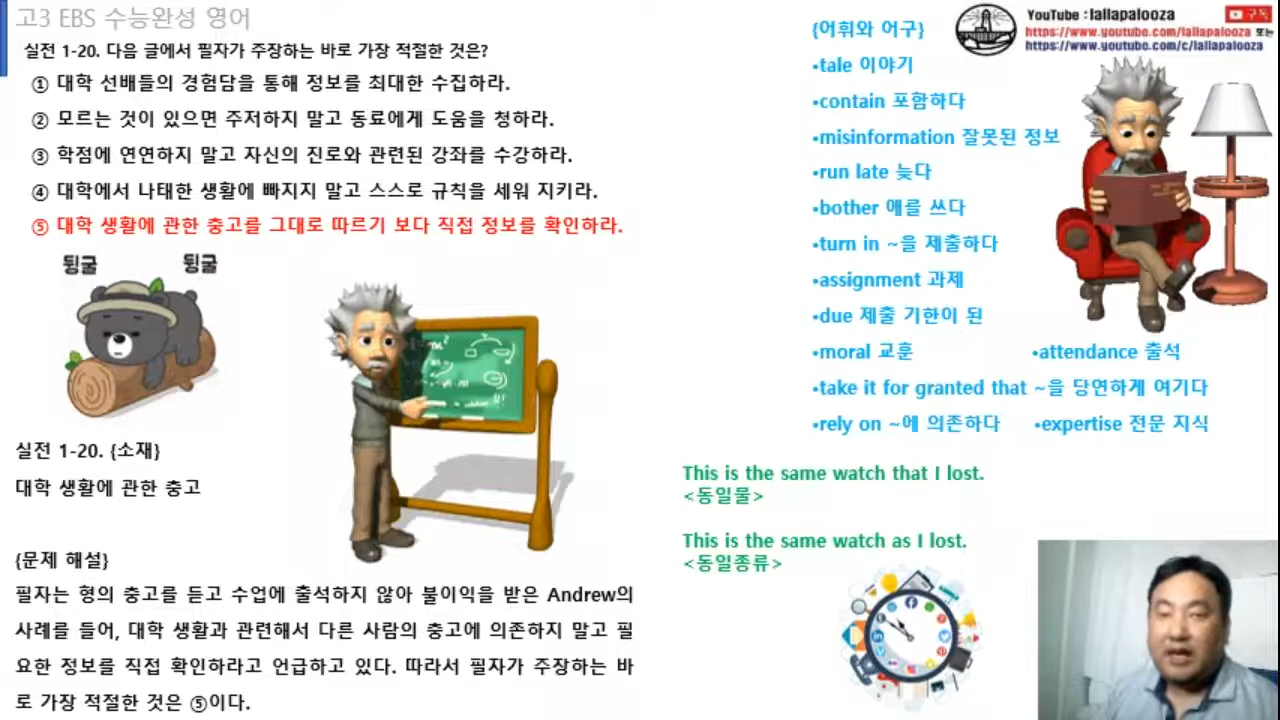 고3 EBS 수능완성 영어
실전 1-20. 다음 글에서 필자가 주장하는 바로 가장 적절한 것은?
① 대학 선배들의 경험담을 통해 정보를 최대한 수집하라.
② 모르는 것이 있으면 주저하지 말고 동료에게 도움을 청하라.
③ 학점에 연연하지 말고 자신의 진로와 관련된 강좌를 수강하라.
④ 대학에서 나태한 생활에 빠지지 말고 스스로 규칙을 세워 지키라.
⑤ 대학 생활에 관한 충고를 그대로 따르기 보다 직접 정보를 확인하라.
뒹굴 뒹굴
실전 1-20. {소재}
대학 생활에 관한 충고
{문제 해설}
필자는 형의 충고를 듣고 수업에 출석하지 않아 불이익을 받은 Andrew의
사례를 들어, 대학 생활과 관련해서 다른 사람의 충고에 의존하지 말고 필
요한 정보를 직접 확인하라고 언급하고 있다. 따라서 필자가 주장하는 바
로 가장 적절한 것은 ⑤이다.
{어휘와 어구}
•tale 이야기
•contain 포함하다
•misinformation 잘못된 정보
•run late 늦다
•bother 애를 쓰다
•turn in ~을 제출하다
•assignment 과제
•due 제출 기한이 된
•moral 교훈 •attendance 출석
•take it for granted that ~을 당연하게 여기다
•rely on ~에 의존하다 •expertise 전문 지식
This is the same watch that I lost.
<동일물>
This is the same watch as I lost.
<동일종류>
YouTube : lallapalooza 구독
https://www.youtube.com/lallapalooza 또는
https://www.youtube.com/c/lallapalooza